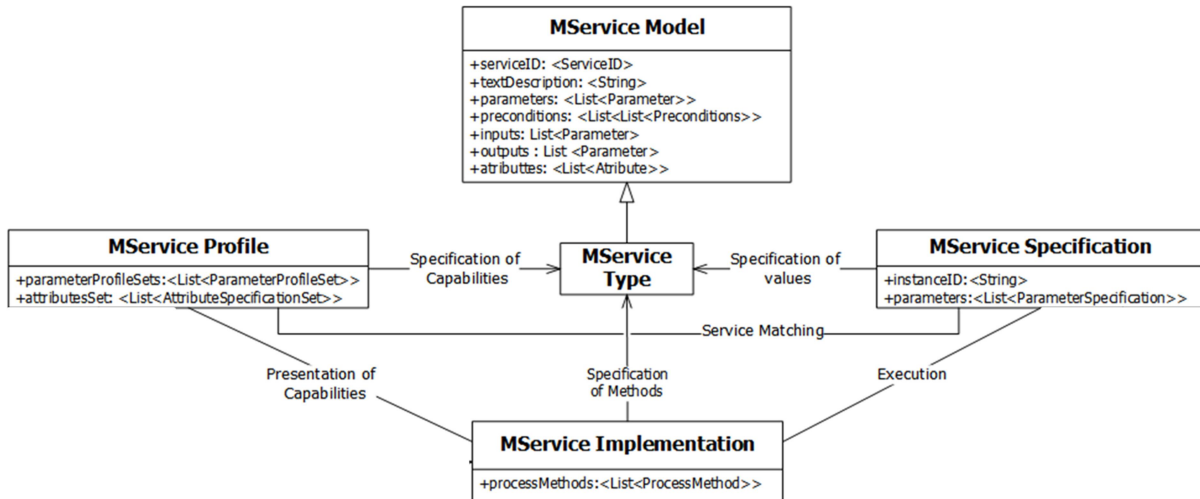 MService Model
+serviceID: <ServiceID>
+textDescription: <String>
+parameters: <List<Parameter>>
+preconditions: <List<List<Preconditions>>
+inputs: List<Parameter>
+outputs : List <Parameter>
+atributtes: <List<Atribute>>
MService Profile
+parameterProfileSets:<List<ParameterProfileSet>>
+attributesSet: <List<AttributeSpecificationSet>>
Specification of
Capabilities
MService
Type
Specification of
values
MService Specification
+instanceID:<String>
+parameters:<List<ParameterSpecification>>
Service Matching
Presentation of
Capabilities
Specification
of Methods
Execution
MService Implementation
+processMethods:<List<ProcessMethod>>